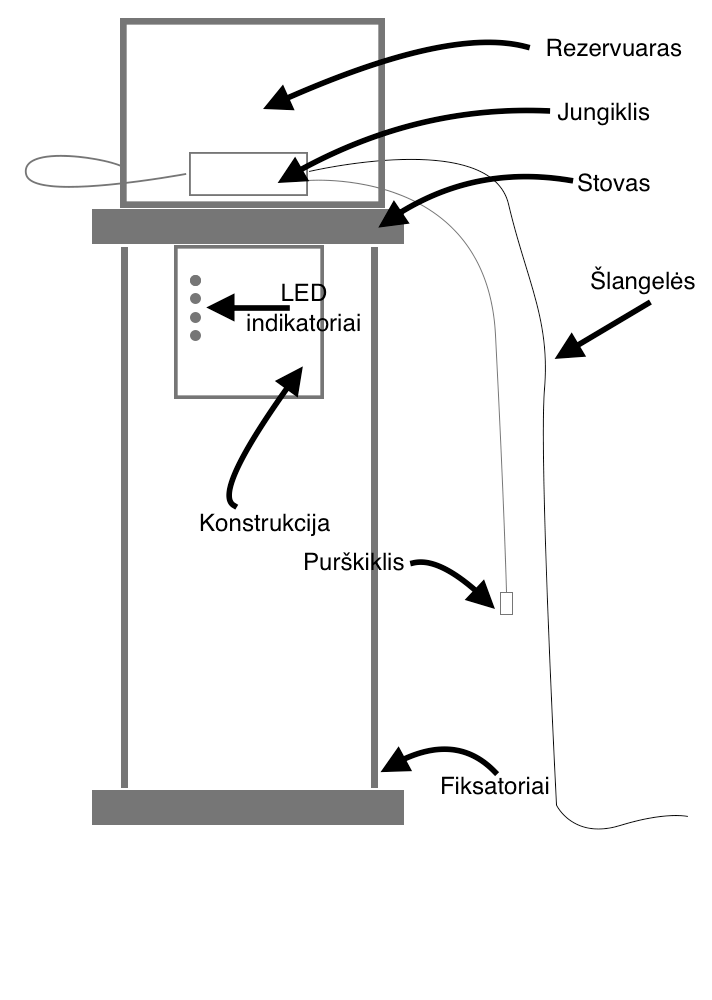 Rezervuaras
Jungiklis
Stovas
Šlangelės
LED
indikatoriai
Konstrukcija
Purškiklis
Fiksatoriai